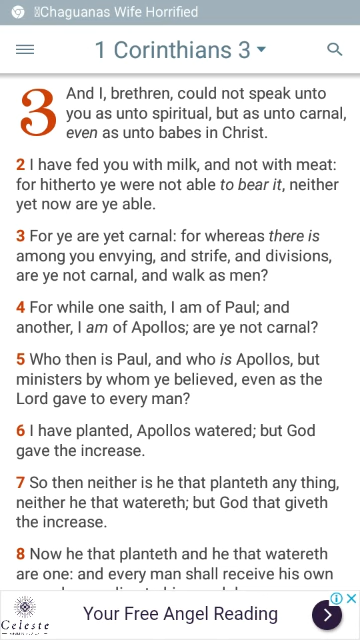 Chaguanas Wife Horrified
1 Corinthians 3
3 And I, brethren, could not speak unto
you as unto spiritual, but as unto carnal,
even as unto babes in Christ.
2 I have fed you with milk, and not with meat:
for hitherto ye were not able to bear it, neither
yet now are ye able.
3 For ye are yet carnal: for whereas there is
among you envying, and strife, and divisions,
are ye not carnal, and walk as men?
4 For while one saith, I am of Paul; and
another, I am of Apollos; are ye not carnal?
5 Who then is Paul, and who is Apollos, but
ministers by whom ye believed, even as the
Lord gave to every man?
6 I have planted, Apollos watered; but God
gave the increase.
7 So then neither is he that planteth any thing,
neither he that watereth; but God that giveth
the increase.
8 Now he that planteth and he that watereth
are one: and every man shall receive his own
Your Free Angel Reading
Celeste